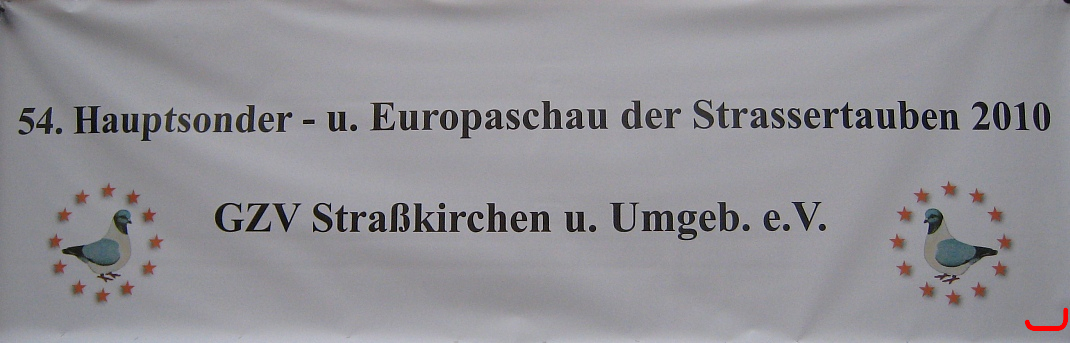 54. Hauptsonder - u. Europaschau der Strassertauben 2010
GZV Straßkirchen u. Umgeb. e.V.